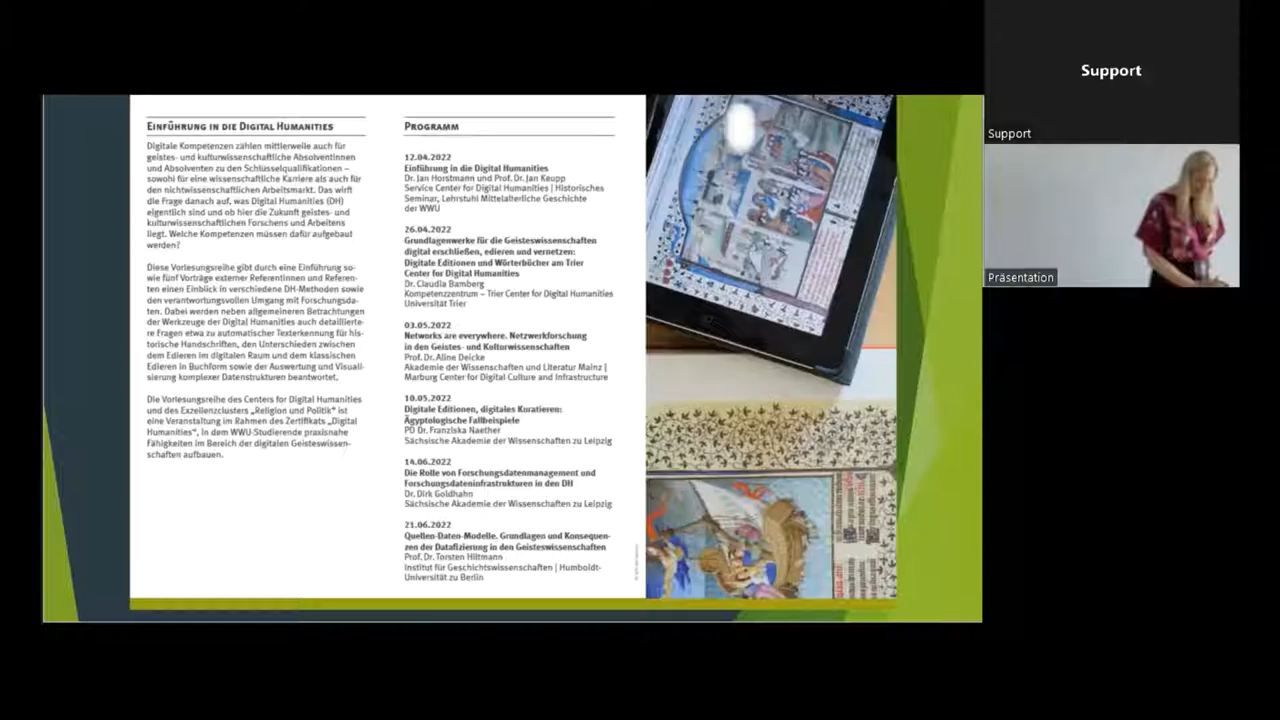 EINFÜHRUNG IN DIE DIGITAL HUMANITIES
Digitale Kompetenzen zählen mittlerweile auch für
geistes- und kulturwissenschaftliche Absolventinnen
und Absolventen zu den Schlüsselqualifikationen –
sowohl für eine wissenschaftliche Karriere als auch für
den nichtwissenschaftlichen Arbeitsmarkt. Das wirft
die Frage danach auf, was Digital Humanities (DH)
eigentlich sind und ob hier die Zukunft geistes- und
kulturwissenschaftlichen Forschens und Arbeitens
liegt. Welche Kompetenzen müssen dafür aufgebaut
werden?
Diese Vorlesungsreihe gibt durch eine Einführung so-
wie fünf Vorträge externer Referentinnen und Referen-
ten einen Einblick in verschiedene DH-Methoden sowie
den verantwortungsvollen Umgang mit Forschungsda-
ten. Dabei werden neben allgemeineren Betrachtungen
der Werkzeuge der Digital Humanities auch detaillierte-
re Fragen etwa zu automatischer Texterkennung für his-
torische Handschriften, den Unterschieden zwischen
dem Edieren im digitalen Raum und dem klassischen
Edieren in Buchform sowie der Auswertung und Visuali-
sierung komplexer Datenstrukturen beantwortet.
Die Vorlesungsreihe des Centers for Digital Humanities
und des Exzellenzclusters „Religion und Politik“ ist
eine Veranstaltung im Rahmen des Zertifikats „Digital
Humanities“, in dem WWU-Studierende praxisnahe
Fähigkeiten im Bereich der digitalen Geisteswissen-
schaften aufbauen.
PROGRAMM
12.04.2022
Einführung in die Digital Humanities
Dr. Jan Horstmann und Prof. Dr. Jan Keupp
Service Center for Digital Humanities | Historisches
Seminar, Lehrstuhl Mittelalterliche Geschichte
der WWU
26.04.2022
Grundlagenwerke für die Geisteswissenschaften
digital erschließen, edieren und vernetzen:
Digitale Editionen und Wörterbücher am Trier
Center for Digital Humanities
Dr. Claudia Bamberg
Kompetenzzentrum – Trier Center for Digital Humanities
Universität Trier
03.05.2022
Networks are everywhere. Netzwerkforschung
in den Geistes- und Kulturwissenschaften
Prof. Dr. Aline Deicke
Akademie der Wissenschaften und Literatur Mainz |
Marburg Center for Digital Culture and Infrastructure
10.05.2022
Digitale Editionen, digitales Kuratieren:
Ägyptologische Fallbeispiele
PD Dr. Franziska Naether
Sächsische Akademie der Wissenschaften zu Leipzig
14.06.2022
Die Rolle von Forschungsdatenmanagement und
Forschungsdateninfrastrukturen in den DH
Dr. Dirk Goldhahn
Sächsische Akademie der Wissenschaften zu Leipzig
21.06.2022
Quellen-Daten-Modelle. Grundlagen und Konsequen-
zen der Datafizierung in den Geisteswissenschaften
Prof. Dr. Torsten Hiltmann
Institut für Geschichtswissenschaften | Humboldt-
Universität zu Berlin
Support
Support
Präsentation